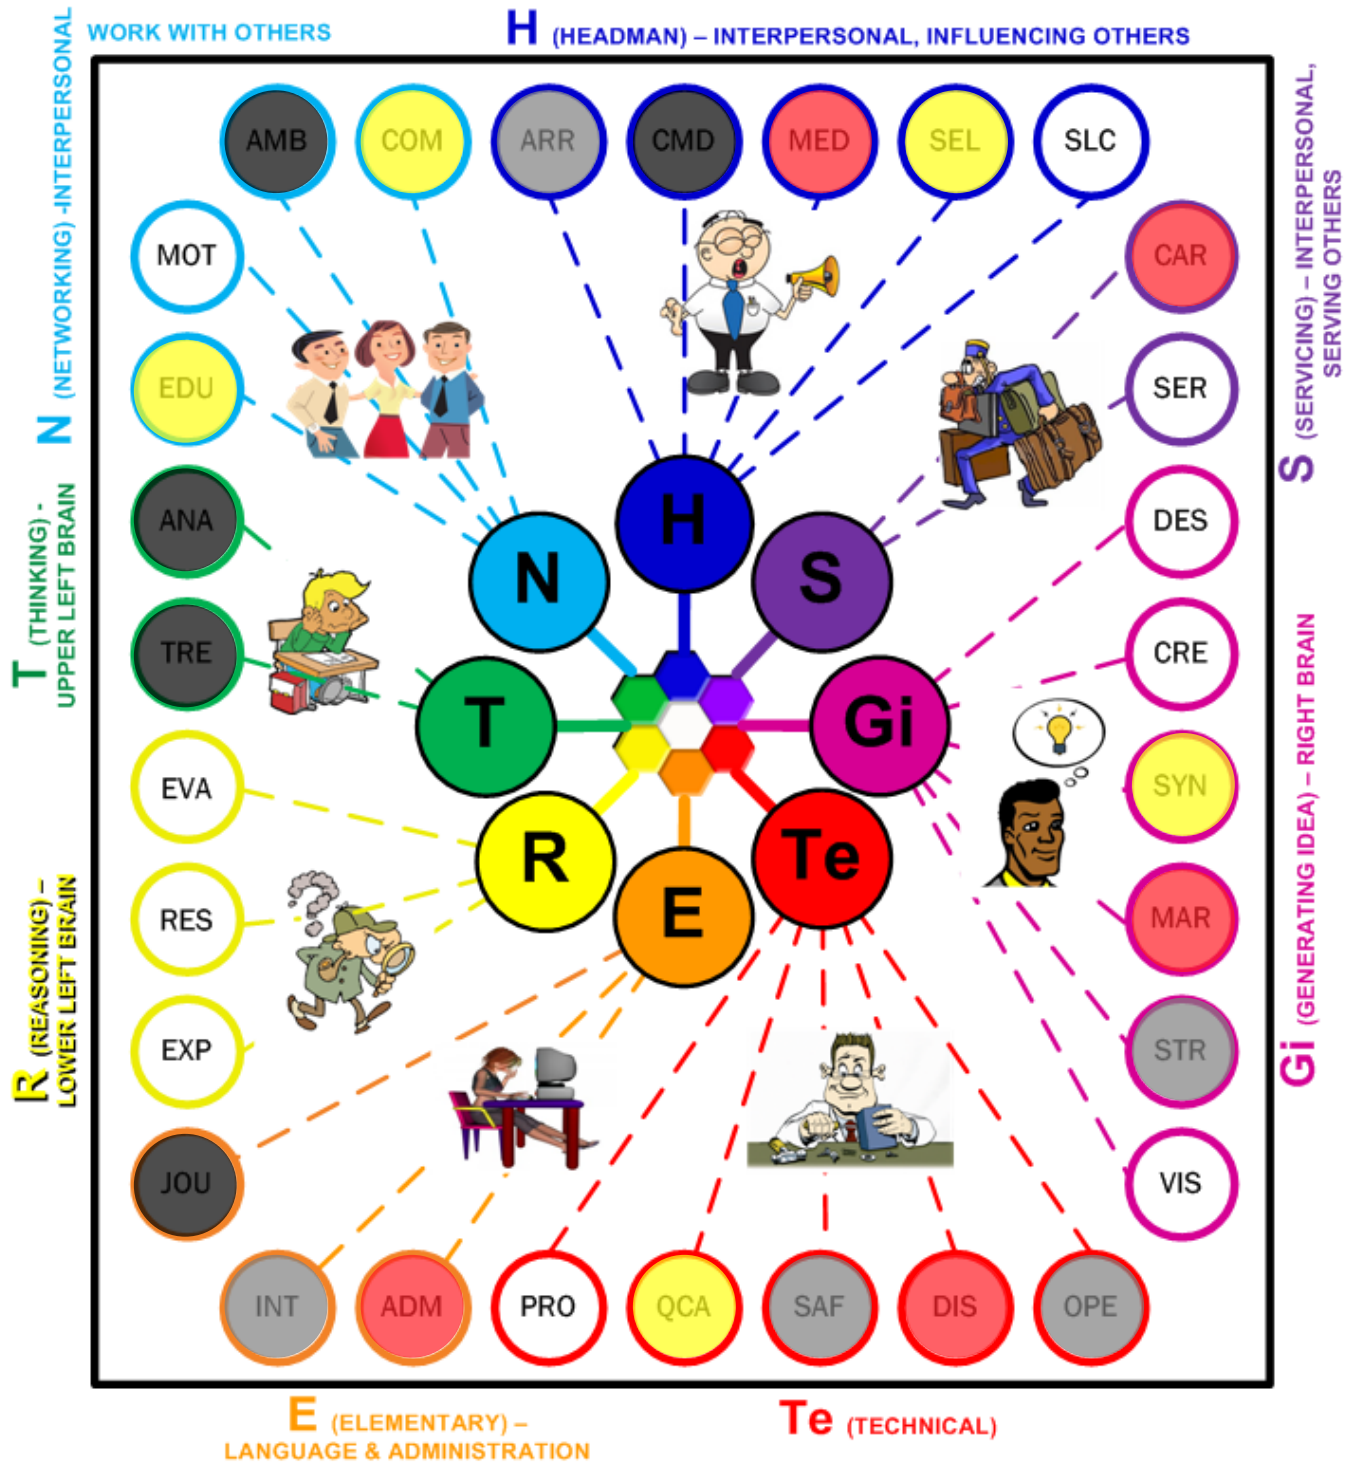 WORK WITH OTHERS
H (HEADMAN) – INTERPERSONAL, INFLUENCING OTHERS
N (NETWORKING) -INTERPERSONAL
T (THINKING) -
UPPER LEFT BRAIN
R (REASONING) –
LOWER LEFT BRAIN
AMB
COM
ARR
CMD
MED
SEL
SLC
MOT
CAR
EDU
SER
ANA
DES
TRE
CRE
EVA
SYN
RES
MAR
EXP
STR
JOU
VIS
INT
ADM
PRO
QCA
SAF
DIS
OPE
H
N
S
T
Gi
R
Te
E
S (SERVICING) – INTERPERSONAL,
SERVING OTHERS
Gi (GENERATING IDEA) – RIGHT BRAIN
E (ELEMENTARY) –
LANGUAGE & ADMINISTRATION
Te (TECHNICAL)